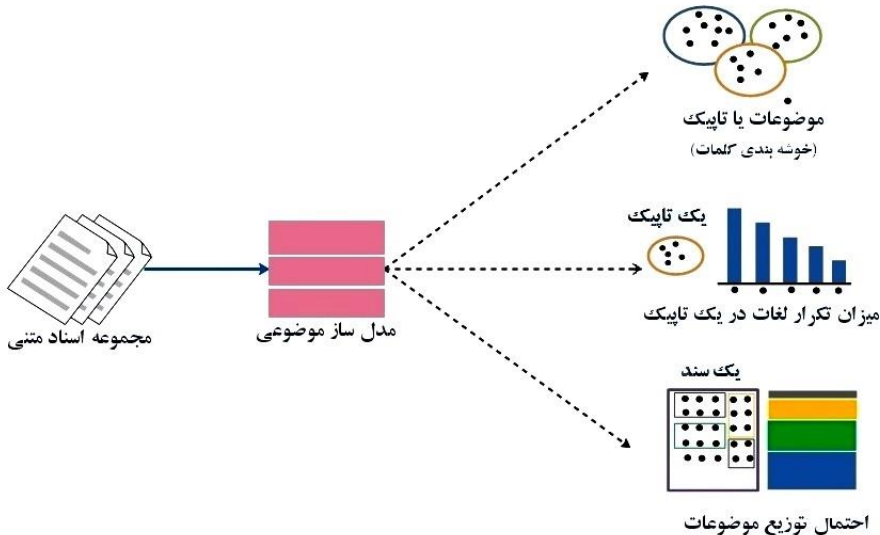 موضوعات یا تاپیک
(خوشه بندی کلمات)
یک تاپیک
میزان تکرار لغات در یک تاپیک
مجموعه اسناد متنی
مدل ساز موضوعی
یک سند
احتمال توزیع موضوعات